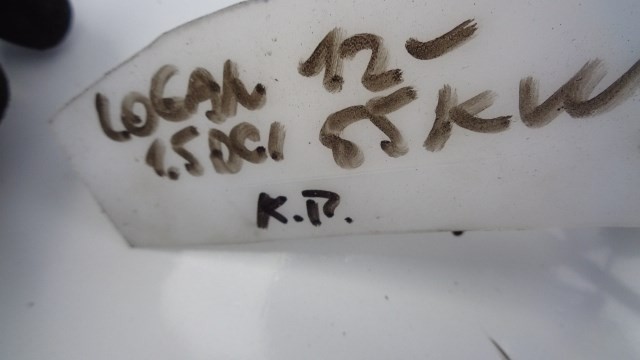 LOGAN 12-
1.5DCI 55KW
K.R.